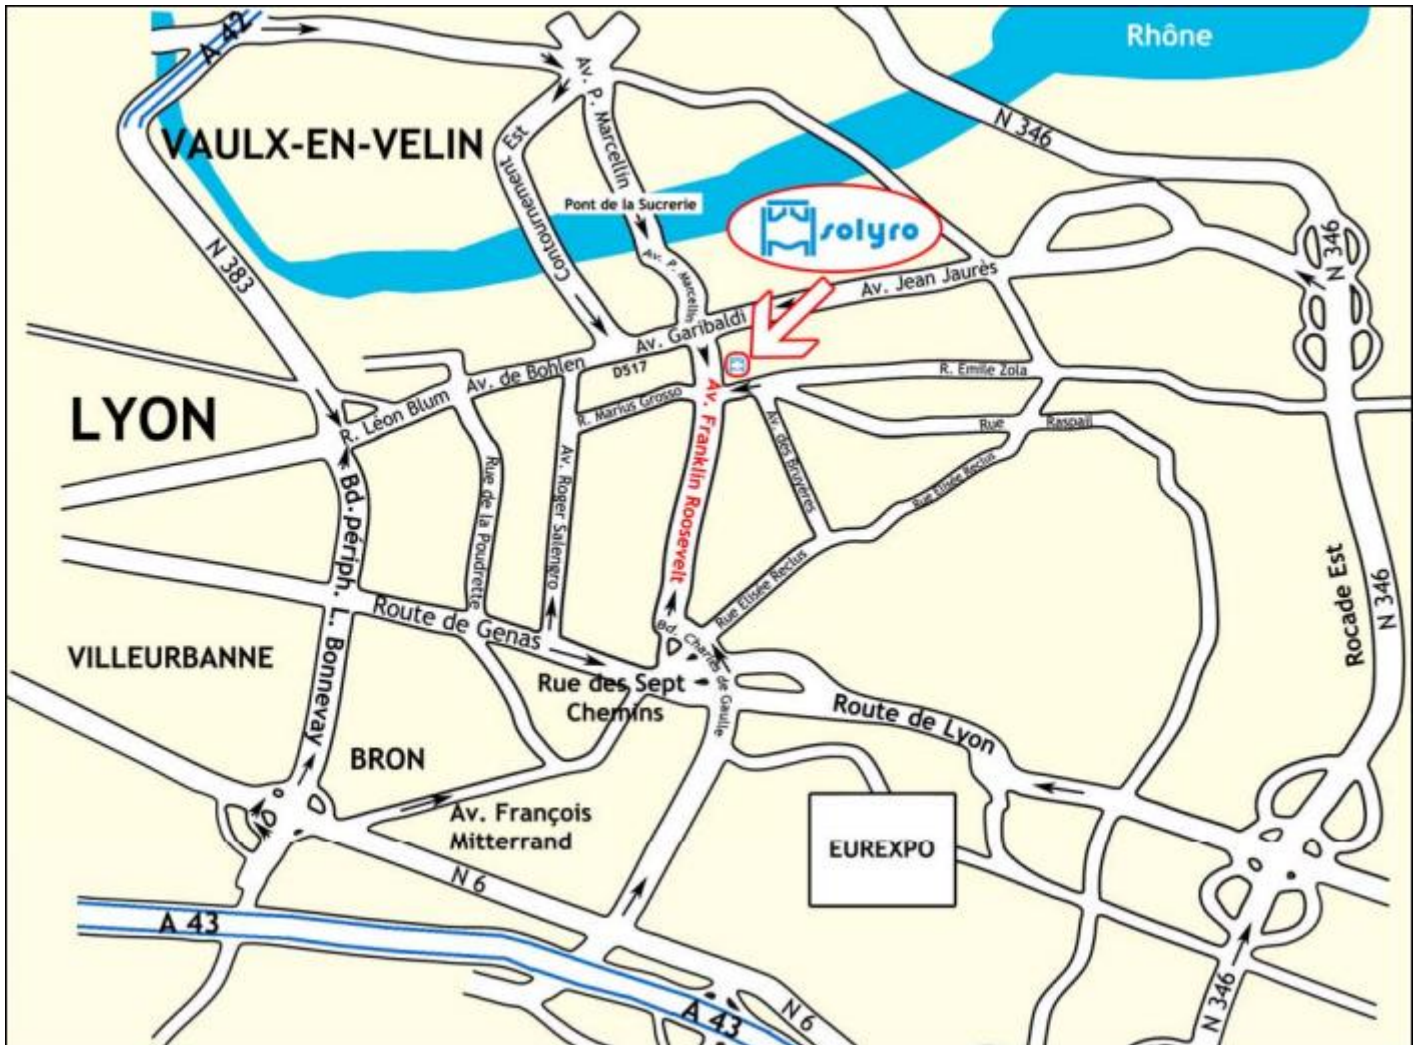 A 42
Rhône
Av. P. Marcellin
N 346
VAULX-EN-VELIN
Contournement Est
Pont de la Sucrerie
solyro
N 383
Av. P. Marcellin
Av. Jean Jaurès
N 346
Av. Garibaldi
D517
Av. de Bohlen
R. Emile Zola
R. Marius Grosso
LYON
R. Léon Blum
Av. Franklin Roosevelt
Av. des Bruyères
Rue
Raspail
Rue Elisée Reclus
Av. Roger Salengro
Rue de la Poudrette
Bd. périph. L. Bonnevay
Rue Elisée Reclus
Rocade Est
N 346
Route de Genas
Bd. Charles de Gaulle
VILLEURBANNE
Rue des Sept
Chemins
Route de Lyon
BRON
Av. François
Mitterrand
EUREXPO
N 6
A 43
N 346
N 6
A 43